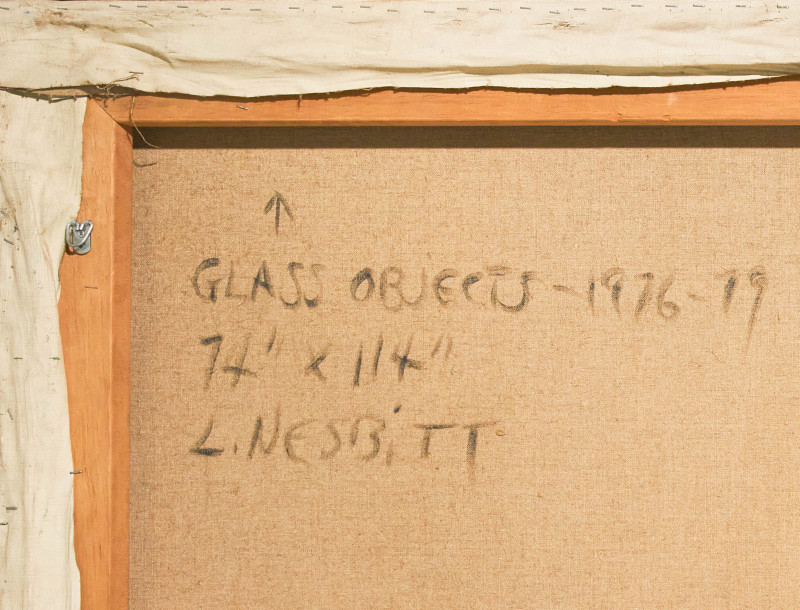 ↑
GLASS OBJECTS - 1976-79
74" x 114"
L. NESBITT